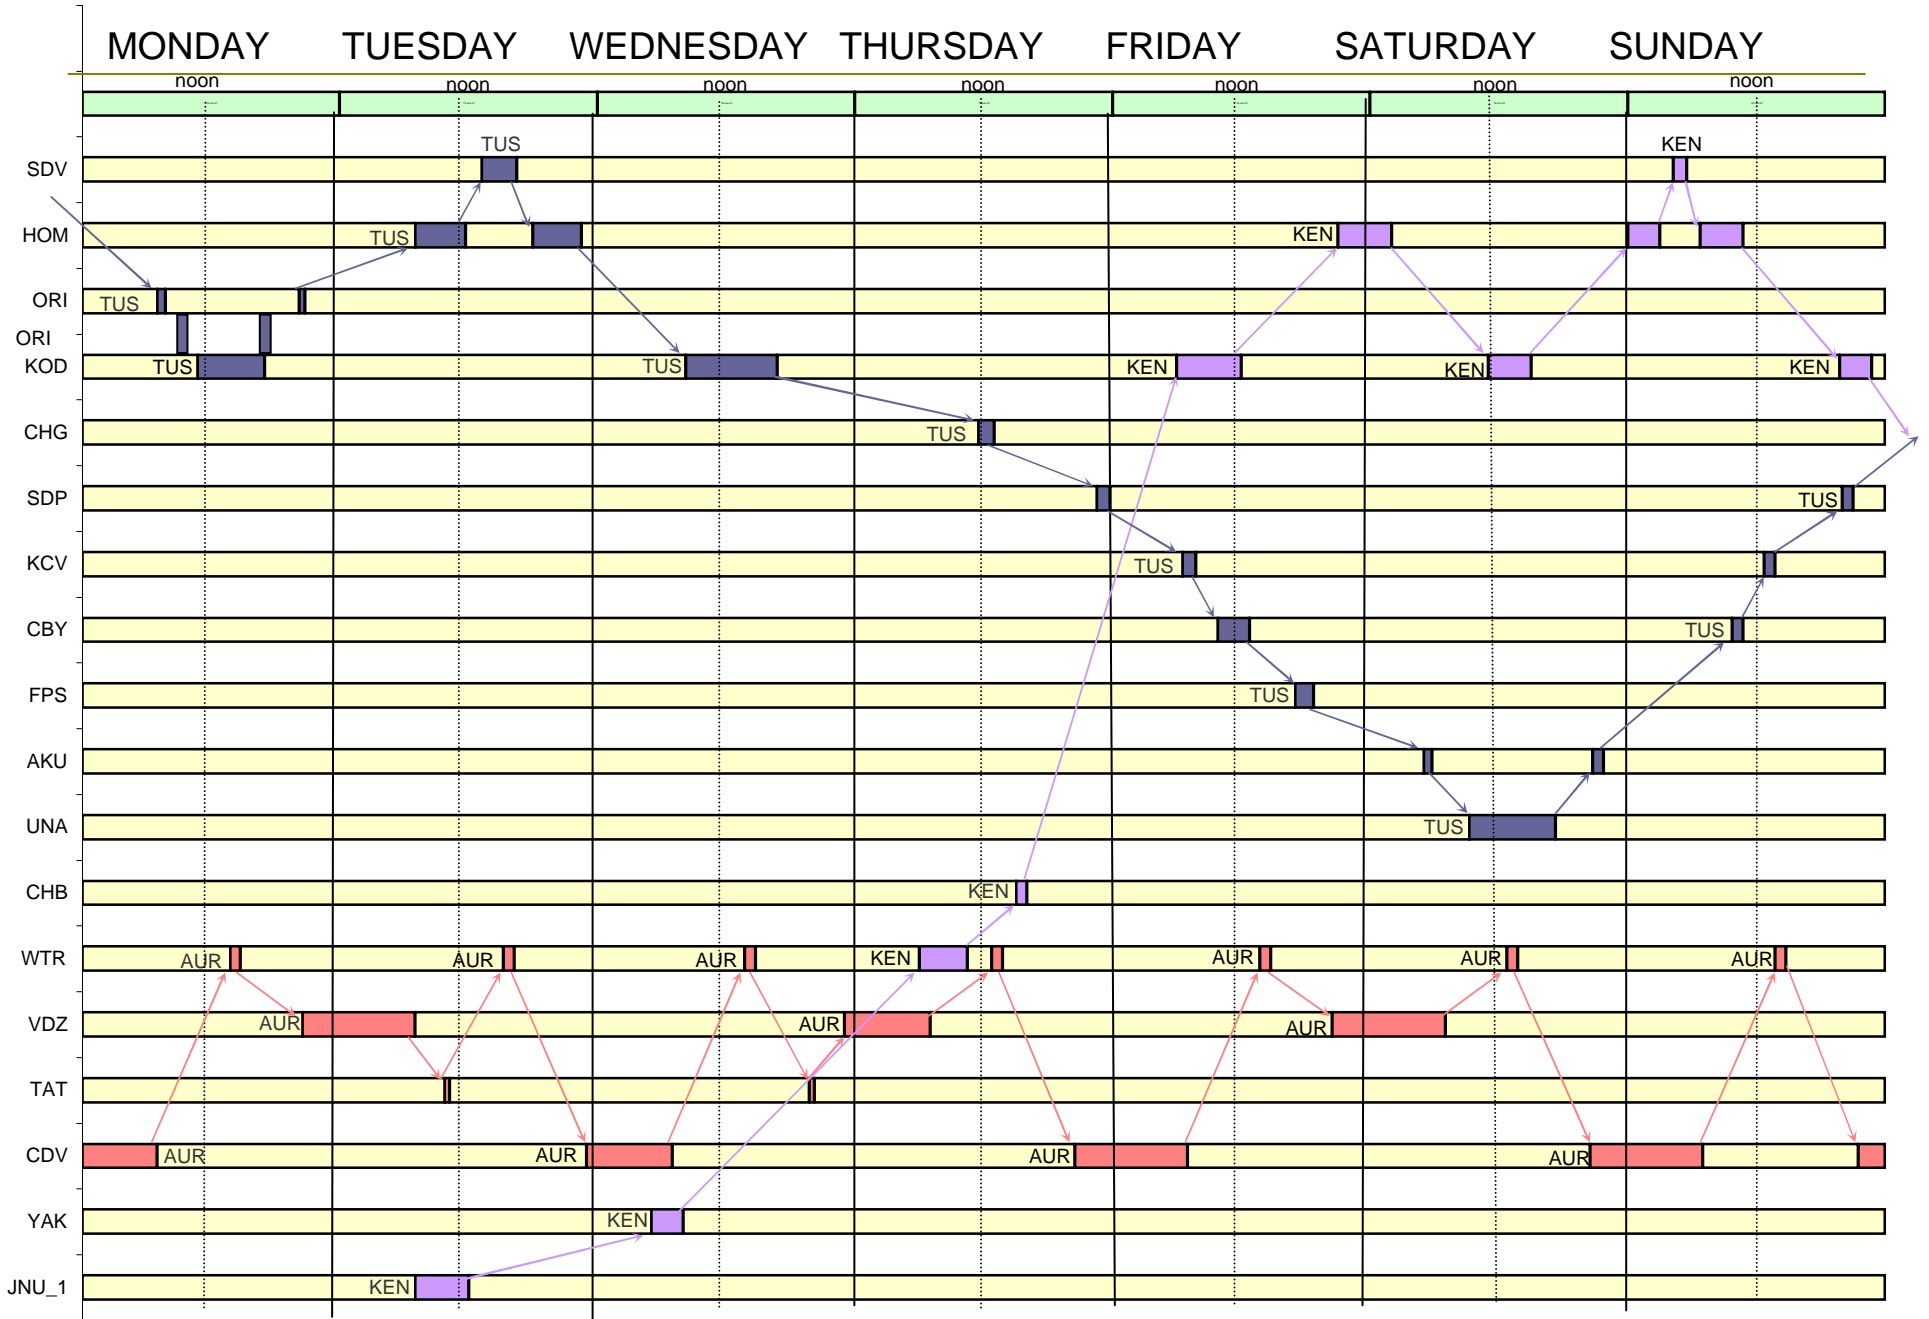 MONDAY TUESDAY WEDNESDAY THURSDAY FRIDAY SATURDAY SUNDAY
noon noon noon noon noon noon noon
TUS KEN
SDV
HOM TUS KEN
ORI TUS
ORI
KOD TUS TUS KEN KEN KEN
CHG TUS
SDP TUS
KCV TUS
CBY TUS
FPS TUS
AKU
UNA TUS
CHB KEN
WTR AUR AUR AUR KEN AUR AUR AUR
VDZ AUR AUR AUR
TAT
CDV AUR AUR AUR AUR
YAK KEN
JNU_1 KEN